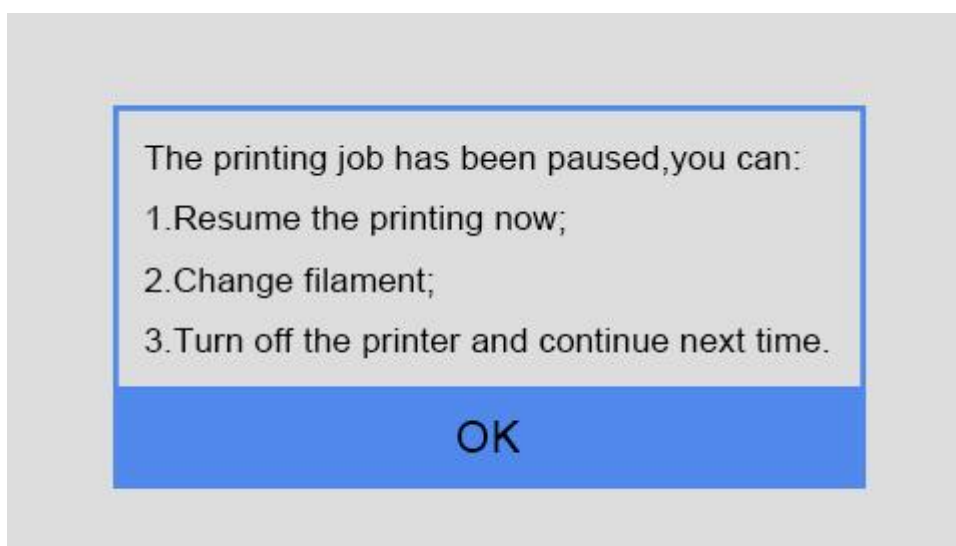 The printing job has been paused,you can:
1.Resume the printing now;
2.Change filament;
3.Turn off the printer and continue next time.
OK